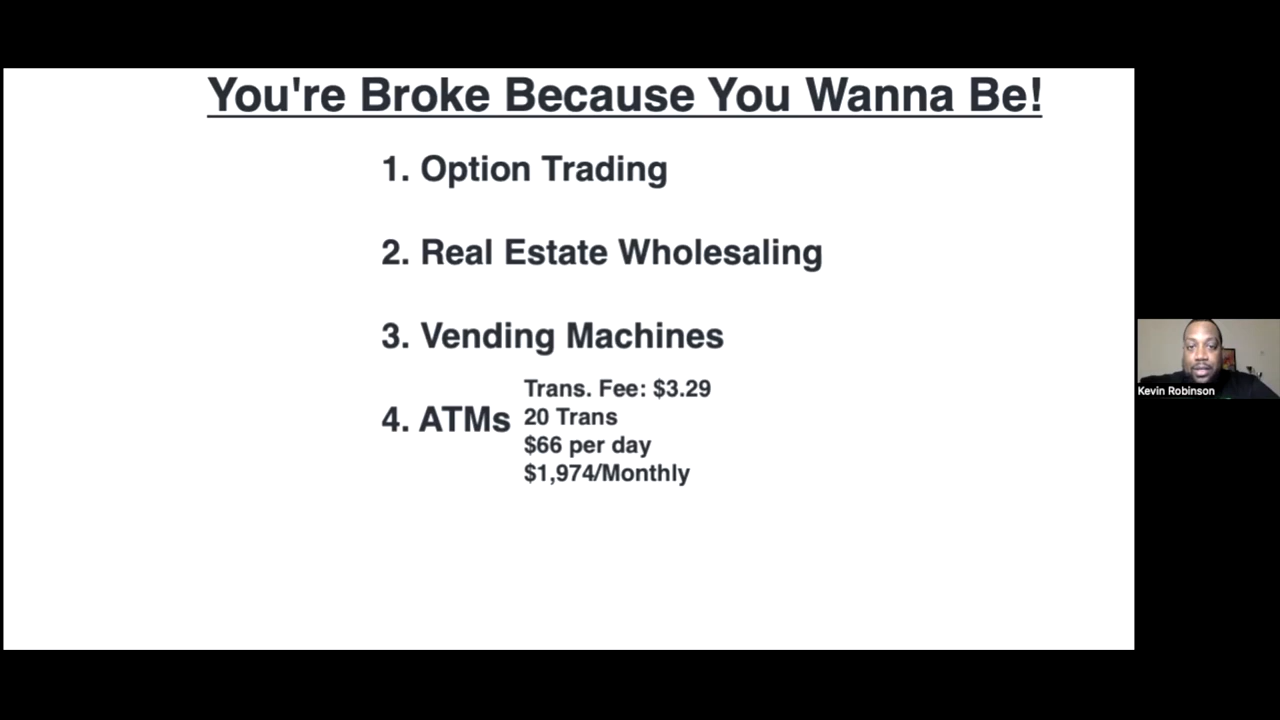 You're Broke Because You Wanna Be!
1. Option Trading
2. Real Estate Wholesaling
3. Vending Machines
4. ATMs
Trans. Fee: $3.29
20 Trans
$66 per day
$1,974/Monthly
Kevin Robinson